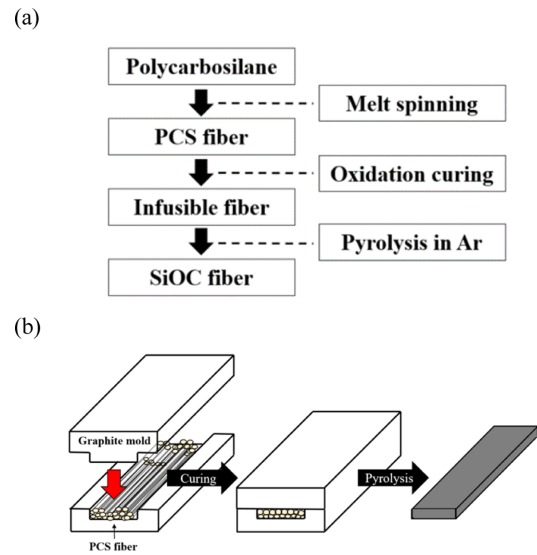 (a)
Polycarbosilane
Melt spinning
PCS fiber
Oxidation curing
Infusible fiber
Pyrolysis in Ar
SiOC fiber
(b)
Graphite mold
Curing
Pyrolysis
PCS fiber